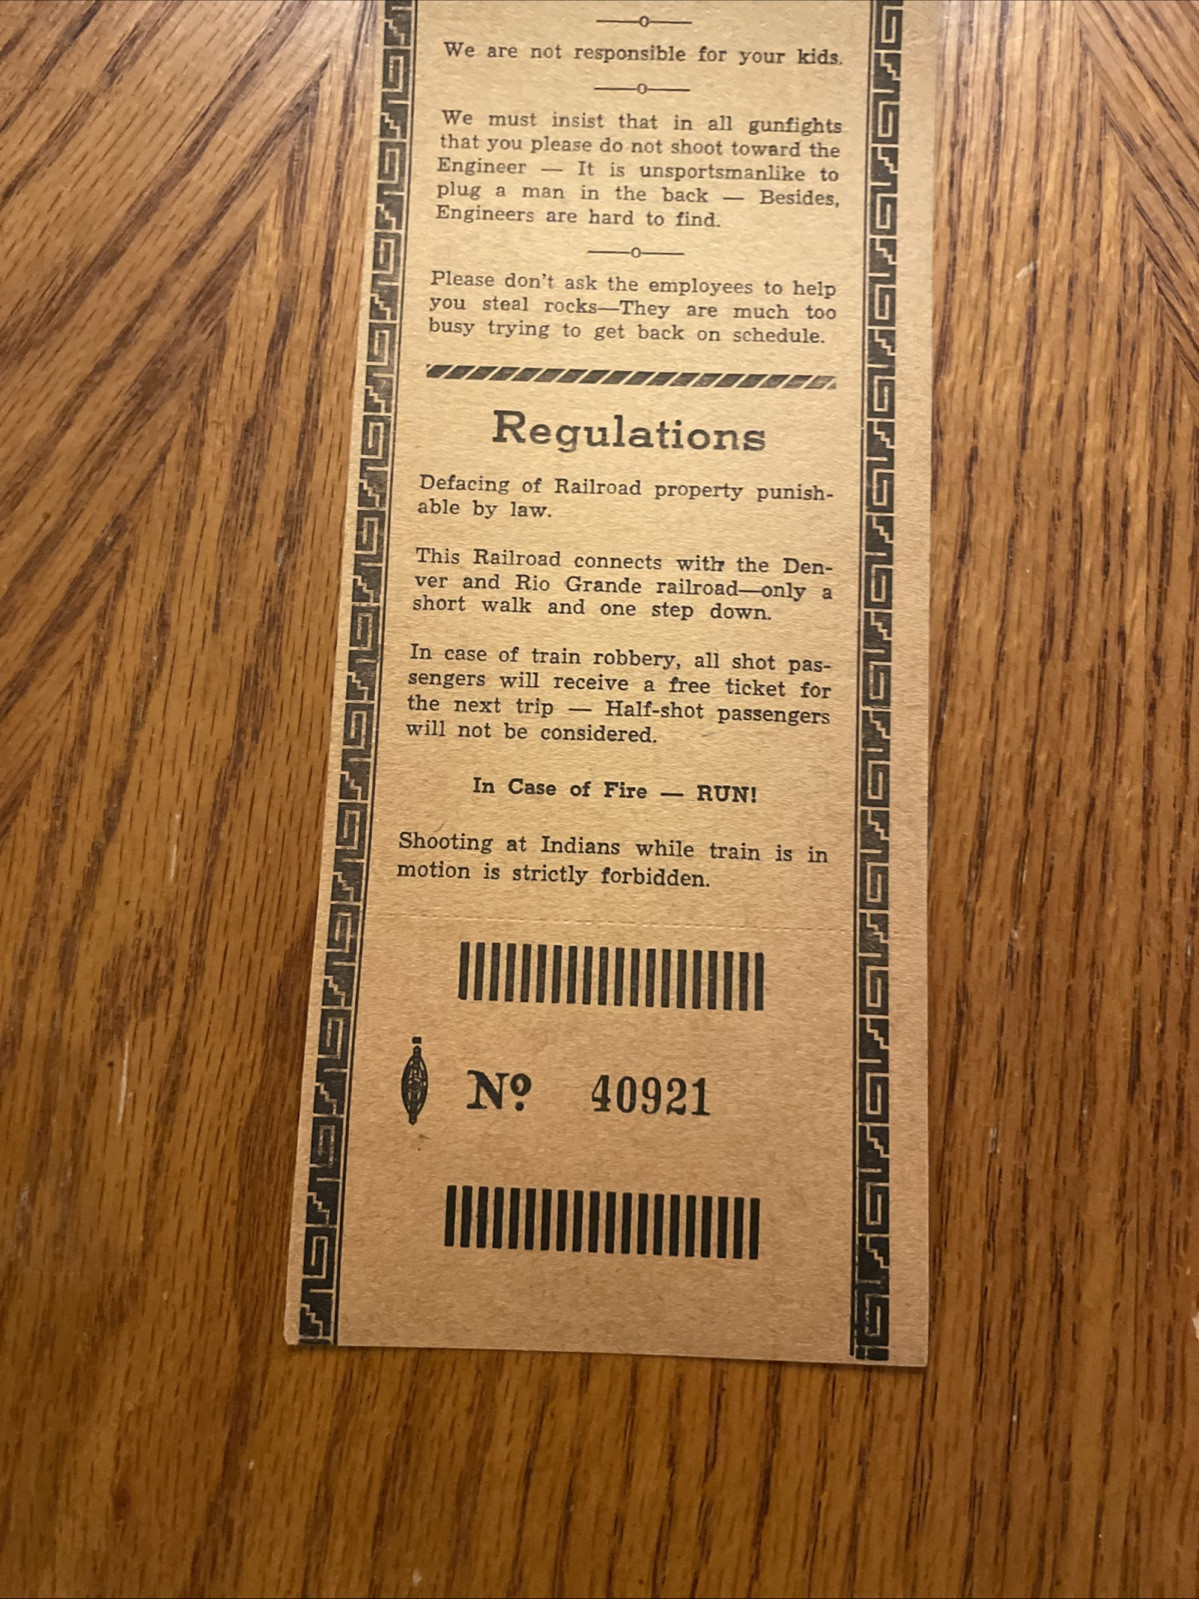 We are not responsible for your kids.
We must insist that in all gunfights
that you please do not shoot toward the
Engineer — It is unsportsmanlike to
plug a man in the back — Besides,
Engineers are hard to find.
Please don't ask the employees to help
you steal rocks—They are much too
busy trying to get back on schedule.
Regulations
Defacing of Railroad property punish-
able by law.
This Railroad connects with the Den-
ver and Rio Grande railroad—only a
short walk and one step down.
In case of train robbery, all shot pas-
sengers will receive a free ticket for
the next trip — Half-shot passengers
will not be considered.
In Case of Fire — RUN!
Shooting at Indians while train is in
motion is strictly forbidden.
Nº 40921